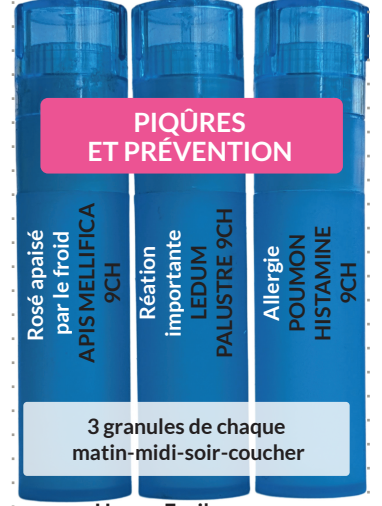 PIQÛRES
ET PRÉVENTION
Rosé apaisé
par le froid
APIS MELLIFICA
9CH
Réation
importante
LEDUM
PALUSTRE 9CH
Allergie
POUMON
HISTAMINE
9CH
3 granules de chaque
matin-midi-soir-coucher